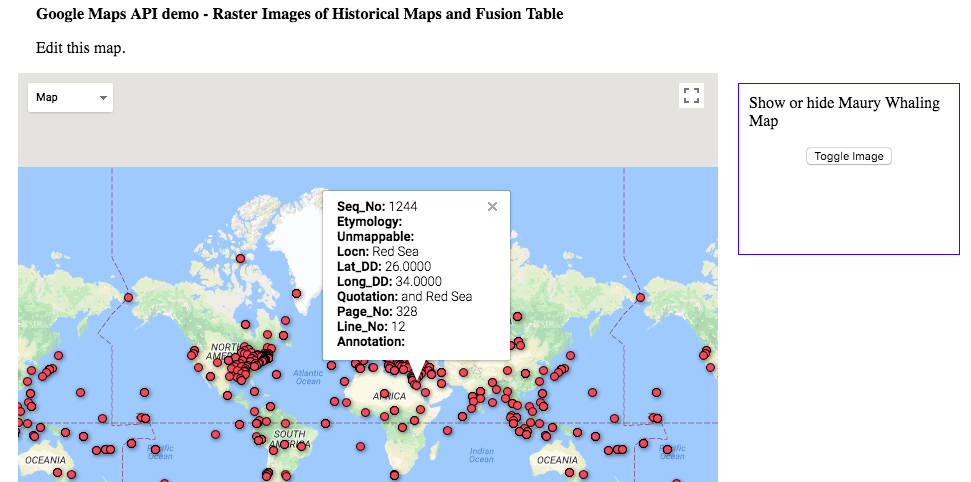 Google Maps API demo - Raster Images of Historical Maps and Fusion Table
Edit this map.
Map
Show or hide Maury Whaling
Map
Toggle Image
Seq_No: 1244
Etymology:
Unmappable:
Locn: Red Sea
Lat_DD: 26.0000
Long_DD: 34.0000
Quotation: and Red Sea
Page_No: 328
Line_No: 12
Annotation:
NORTH
AMERICA
Atlantic
Ocean
AFRICA
SOUTH
AMERICA
Pacific
Ocean
Indian
Ocean
Pacific
Ocean
OCEANIA
OCEANIA